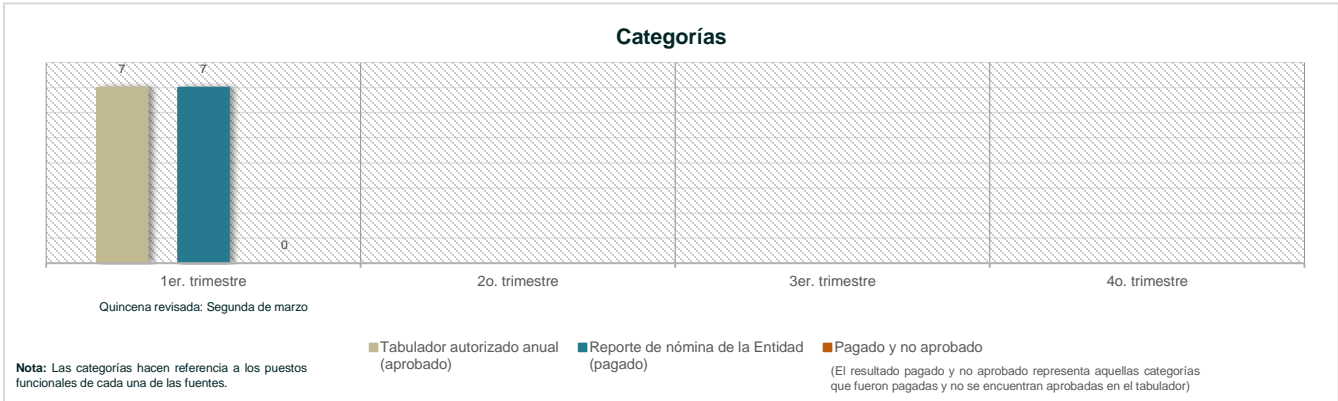 Categorías
7
7
0
1er. trimestre
2o. trimestre
3er. trimestre
4o. trimestre
Quincena revisada: Segunda de marzo
Tabulador autorizado anual
(aprobado)
Reporte de nómina de la Entidad
(pagado)
Pagado y no aprobado
(El resultado pagado y no aprobado representa aquellas categorías
que fueron pagadas y no se encuentran aprobadas en el tabulador)
Nota: Las categorías hacen referencia a los puestos
funcionales de cada una de las fuentes.